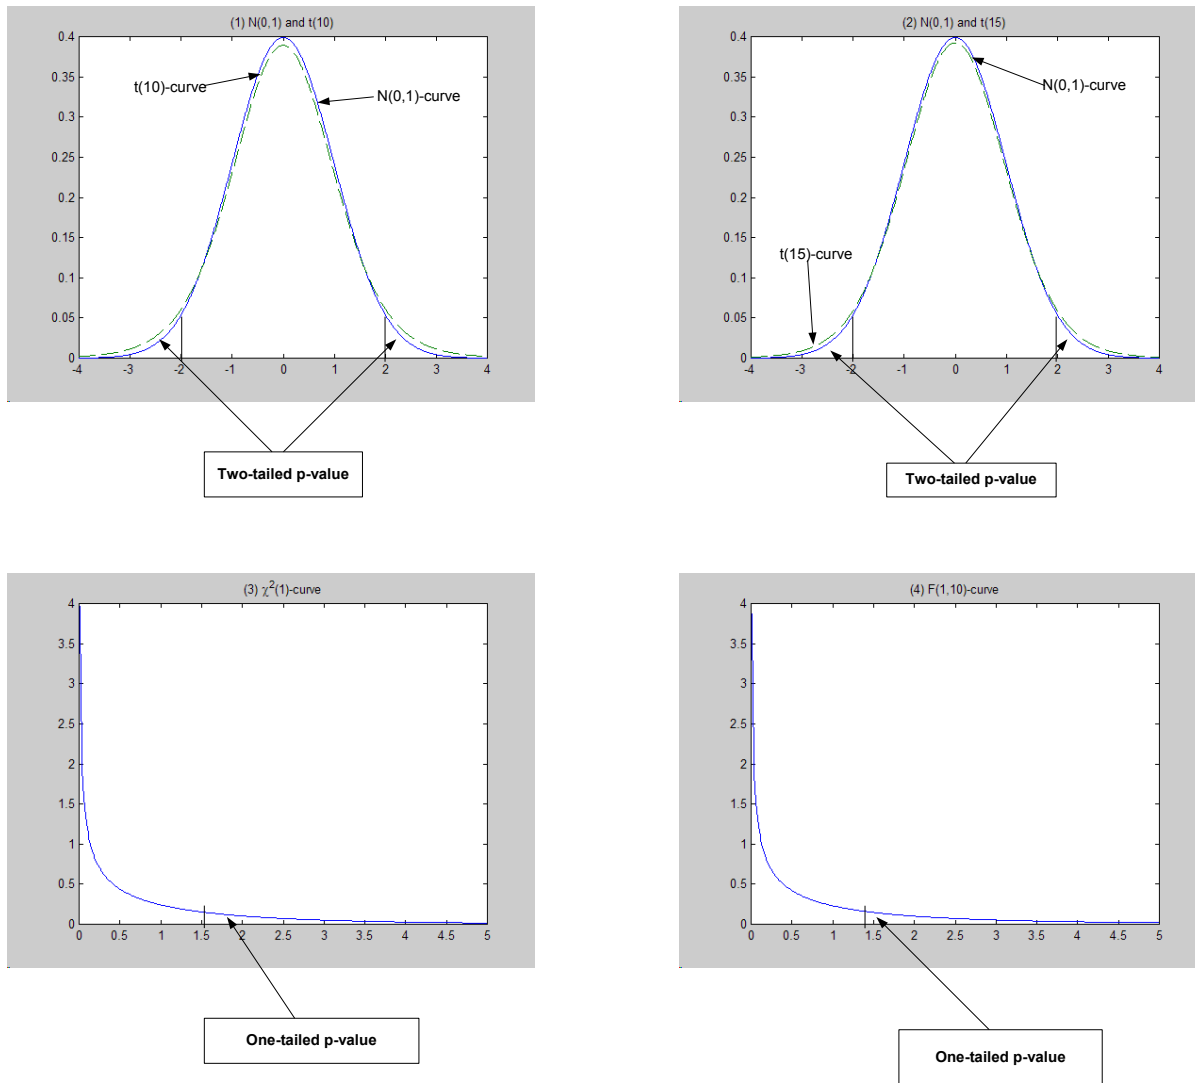 (1) N(0,1) and t(10)
0.4
0.35
0.3
0.25
0.2
0.15
0.1
0.05
0
-4 -3 -2 -1 0 1 2 3 4
t(10)-curve
N(0,1)-curve
Two-tailed p-value
(2) N(0,1) and t(15)
0.4
0.35
0.3
0.25
0.2
0.15
0.1
0.05
0
-4 -3 -2 -1 0 1 2 3 4
N(0,1)-curve
t(15)-curve
Two-tailed p-value
(3) χ²(1)-curve
4
3.5
3
2.5
2
1.5
1
0.5
0
0 0.5 1 1.5 2 2.5 3 3.5 4 4.5 5
One-tailed p-value
(4) F(1,10)-curve
4
3.5
3
2.5
2
1.5
1
0.5
0
0 0.5 1 1.5 2 2.5 3 3.5 4 4.5 5
One-tailed p-value